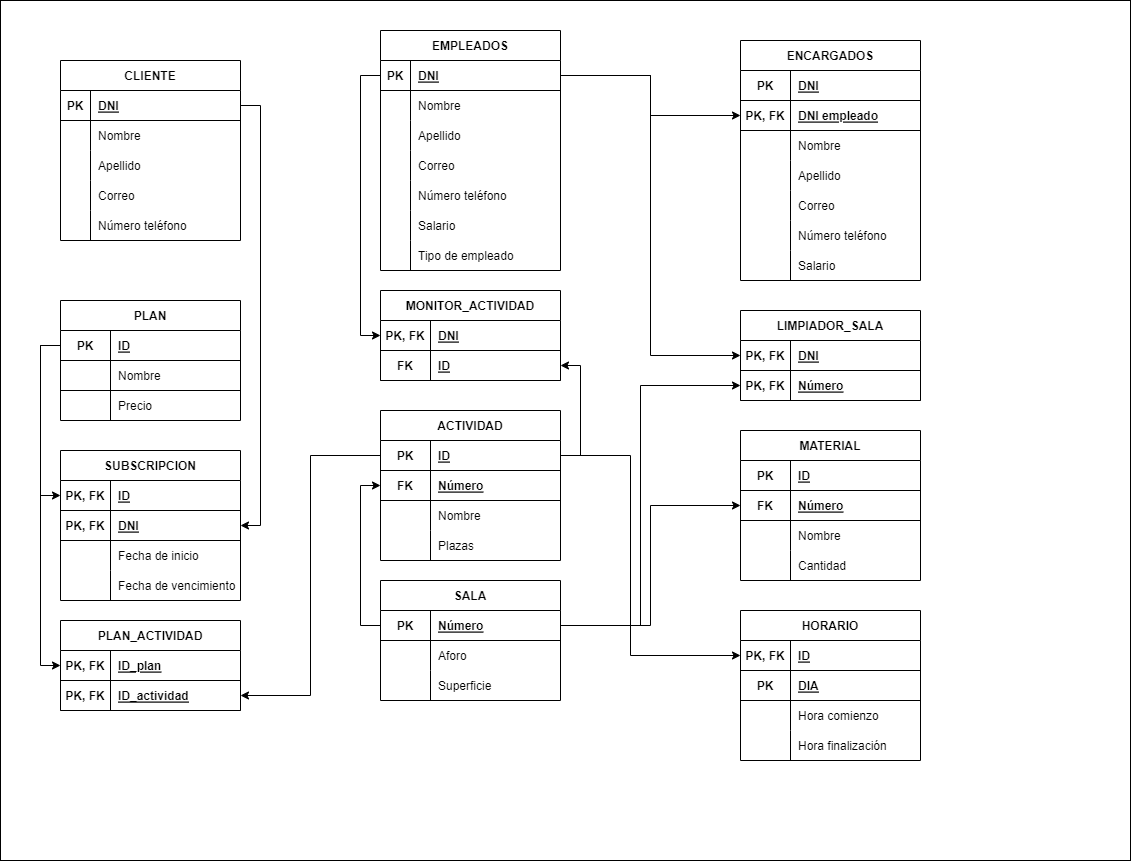 CLIENTE
PK DNI
Nombre
Apellido
Correo
Número teléfono
PLAN
PK ID
Nombre
Precio
SUBSCRIPCION
PK, FK ID
PK, FK DNI
Fecha de inicio
Fecha de vencimiento
PLAN_ACTIVIDAD
PK, FK ID_plan
PK, FK ID_actividad
EMPLEADOS
PK DNI
Nombre
Apellido
Correo
Número teléfono
Salario
Tipo de empleado
MONITOR_ACTIVIDAD
PK, FK DNI
FK ID
ACTIVIDAD
PK ID
FK Número
Nombre
Plazas
SALA
PK Número
Aforo
Superficie
ENCARGADOS
PK DNI
PK, FK DNI empleado
Nombre
Apellido
Correo
Número teléfono
Salario
LIMPIADOR_SALA
PK, FK DNI
PK, FK Número
MATERIAL
PK ID
FK Número
Nombre
Cantidad
HORARIO
PK, FK ID
PK DIA
Hora comienzo
Hora finalización